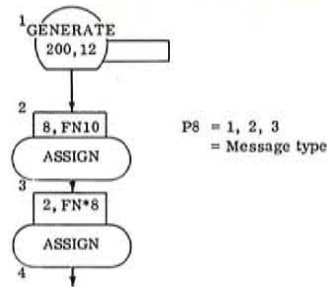 1
GENERATE
200,12
2
8, FN10
ASSIGN
P8 = 1, 2, 3
= Message type
3
2, FN*8
ASSIGN
4